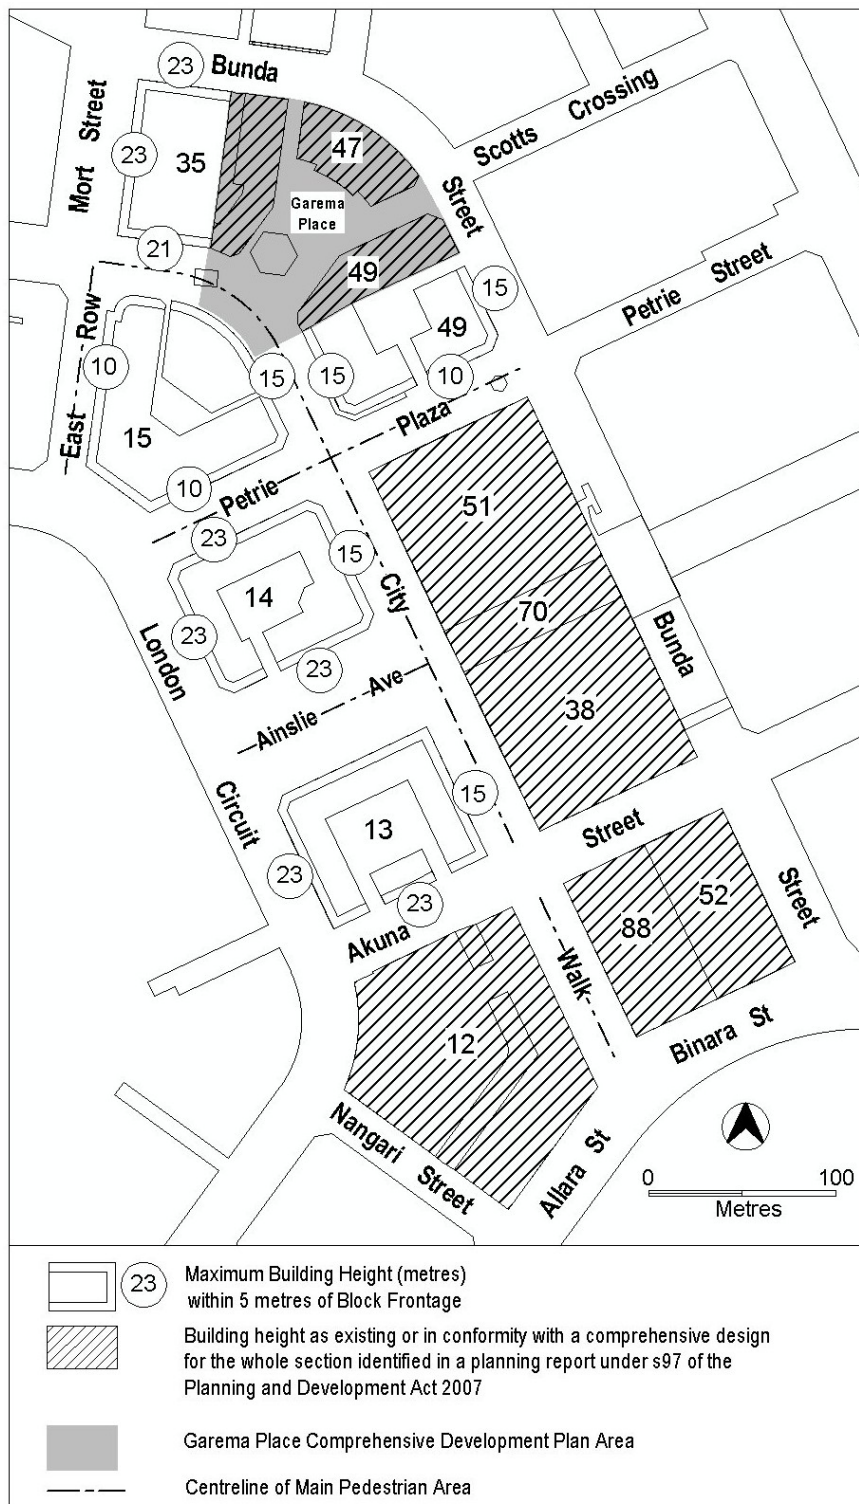 23
Bunda
Scotts Crossing
Mort Street
23
35
47
Garema
Place
Street
21
49
Petrie Street
15
49
East Row
10
15
15
10
15
Plaza
10
Petrie
23
15
51
City
14
23
70
Bunda
London
23
Ainslie Ave
38
Circuit
15
13
Street
23
23
52
Street
88
Akuna
Walk
12
Binara St
Nangari Street
Allara St
0 100
Metres
23
Maximum Building Height (metres)
within 5 metres of Block Frontage
Building height as existing or in conformity with a comprehensive design
for the whole section identified in a planning report under s97 of the
Planning and Development Act 2007
Garema Place Comprehensive Development Plan Area
Centreline of Main Pedestrian Area